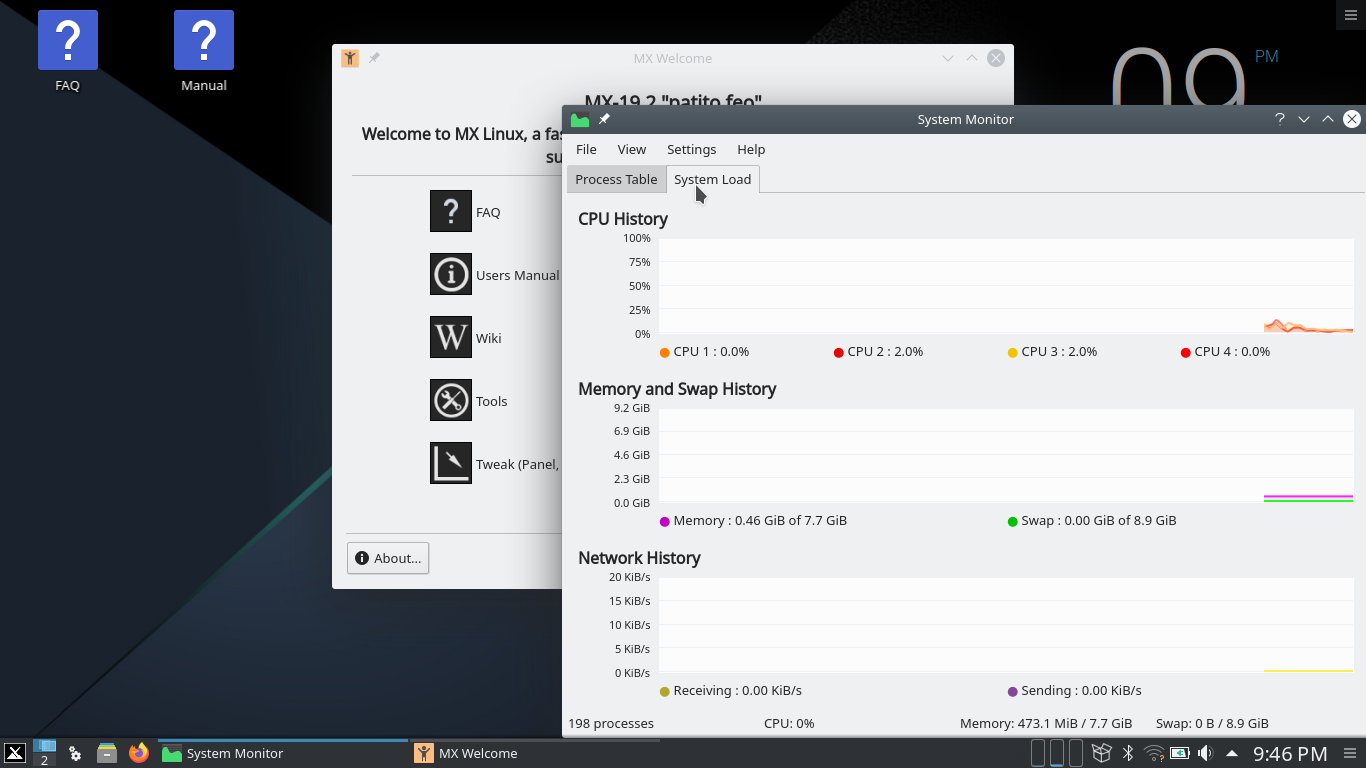 FAQ
Manual
09 PM
MX Welcome
MX-19.2 "patito feo"
Welcome to MX Linux, a fas
su
FAQ
Users Manual
Wiki
Tools
Tweak (Panel,
About...
System Monitor
File View Settings Help
Process Table System Load
CPU History
100%
75%
50%
25%
0%
CPU 1 : 0.0% CPU 2 : 2.0% CPU 3 : 2.0% CPU 4 : 0.0%
Memory and Swap History
9.2 GiB
6.9 GiB
4.6 GiB
2.3 GiB
0.0 GiB
Memory : 0.46 GiB of 7.7 GiB Swap : 0.00 GiB of 8.9 GiB
Network History
20 KiB/s
15 KiB/s
10 KiB/s
5 KiB/s
0 KiB/s
Receiving : 0.00 KiB/s Sending : 0.00 KiB/s
198 processes CPU: 0% Memory: 473.1 MiB / 7.7 GiB Swap: 0 B / 8.9 GiB
2 System Monitor MX Welcome 9:46 PM